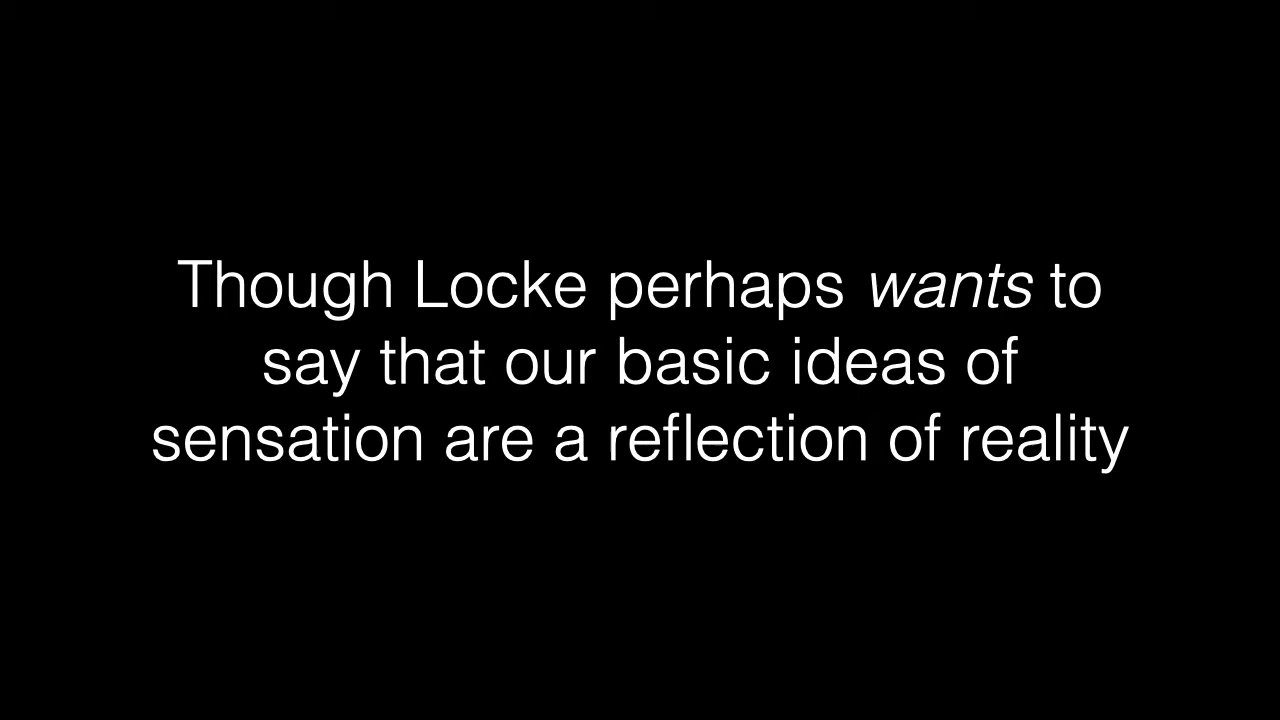 Though Locke perhaps wants to
say that our basic ideas of
sensation are a reflection of reality